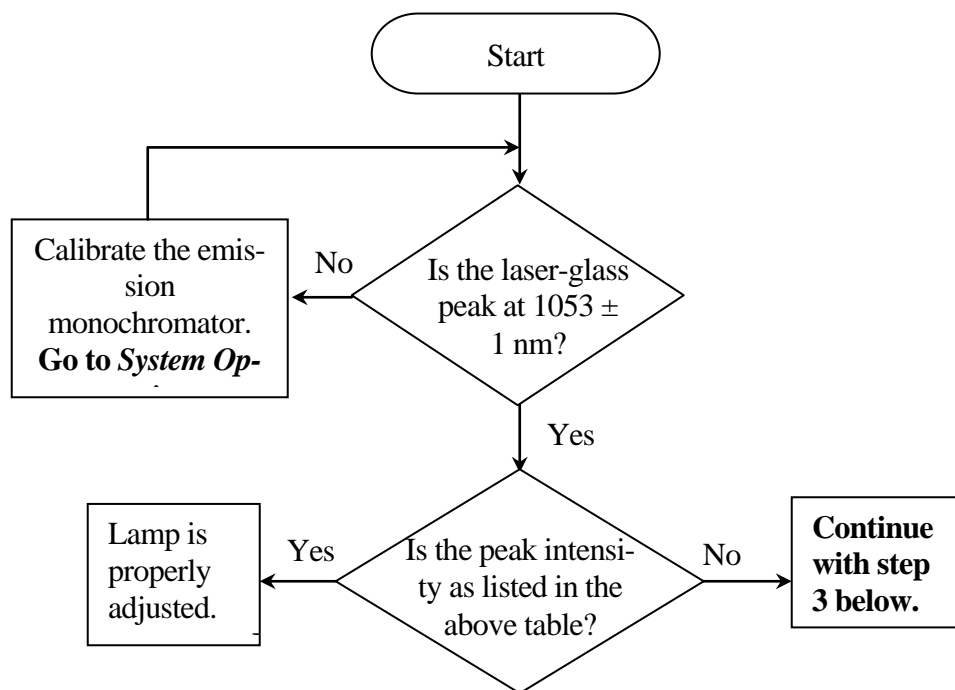 Start
Calibrate the emis-
sion
monochromator.
Go to System Op-
No
Is the laser-glass
peak at 1053 ±
1 nm?
Yes
Lamp is
properly
adjusted.
Yes
Is the peak intensi-
ty as listed in the
above table?
No
Continue
with step
3 below.